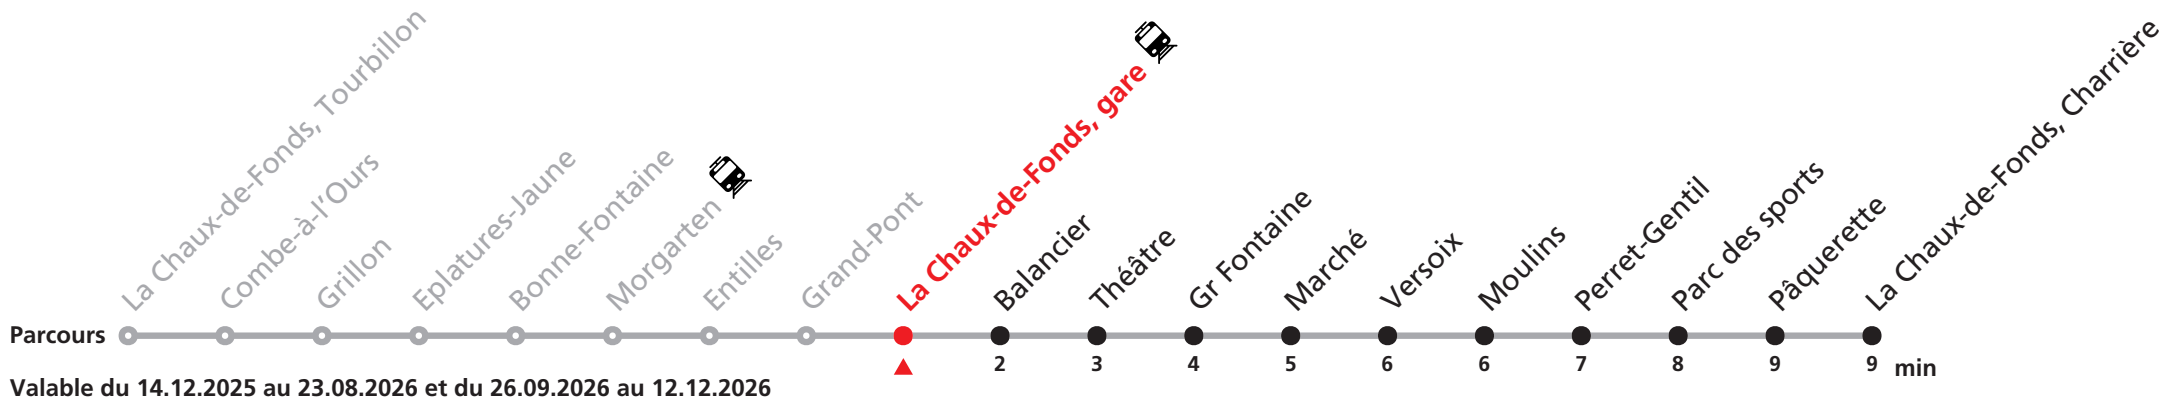 La Chaux-de-Fonds, Tourbillon
Combe-à-l'Ours
Grillon
Eplatures-Jaune
Bonne-Fontaine
Morgarten
Entilles
Grand-Pont
La Chaux-de-Fonds, gare
Balancier
Théâtre
Gr Fontaine
Marché
Versoix
Moulins
Perret-Gentil
Parc des sports
Pâquerette
La Chaux-de-Fonds, Charrière
Parcours
2 3 4 5 6 6 7 8 9 9 min
Valable du 14.12.2025 au 23.08.2026 et du 26.09.2026 au 12.12.2026